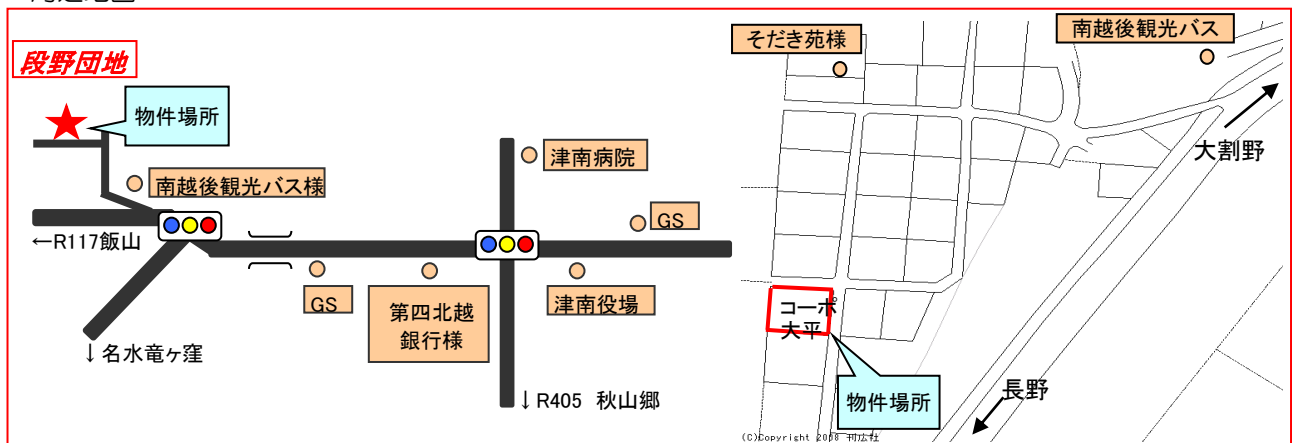 段野団地
物件場所
南越後観光バス様
←R117飯山
↓名水竜ヶ窪
GS
第四北越
銀行様
津南病院
GS
津南役場
↓R405 秋山郷
そだき苑様
南越後観光バス
大割野
コーポ
大平
物件場所
長野
(C)Copyright